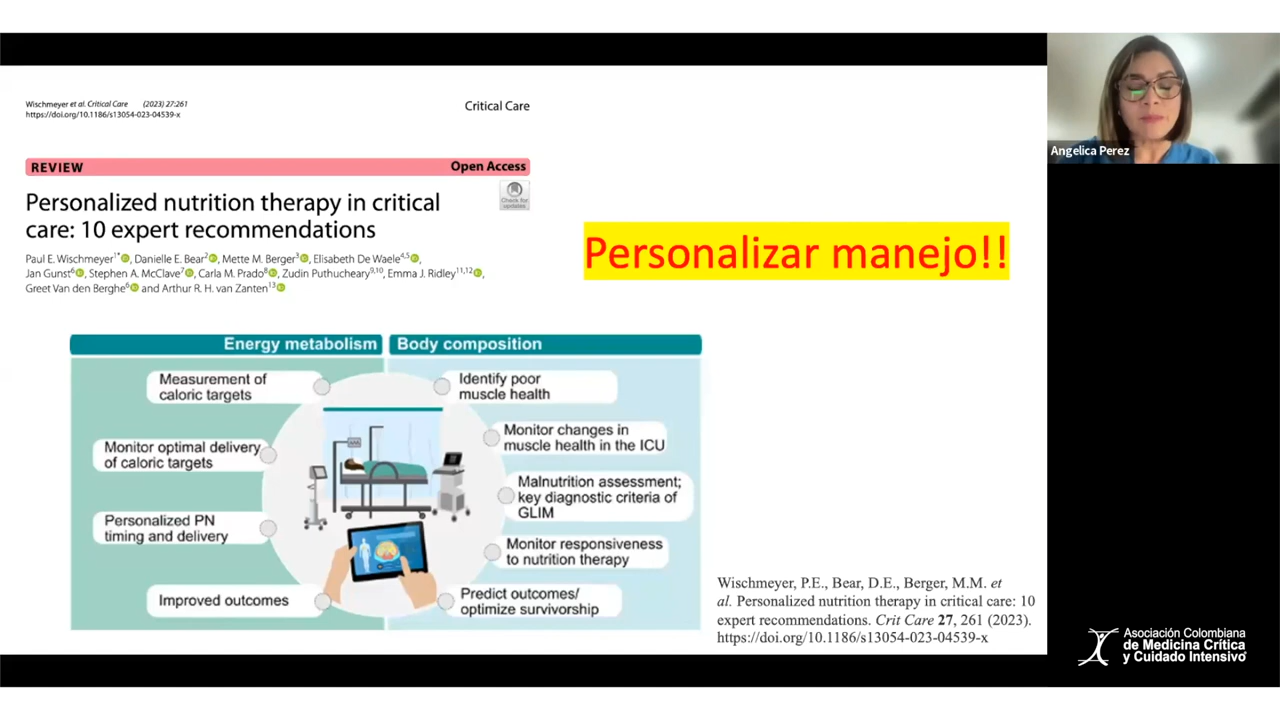 Wischmeyer et al. Critical Care (2023) 27:261
https://doi.org/10.1186/s13054-023-04539-x
Critical Care
REVIEW
Open Access
Check for
updates
Personalized nutrition therapy in critical
care: 10 expert recommendations
Paul E. Wischmeyer1*, Danielle E. Bear2, Mette M. Berger3, Elisabeth De Waele4,5,
Jan Gunst6, Stephen A. McClave7, Carla M. Prado8, Zudin Puthucheary9,10, Emma J. Ridley11,12,
Greet Van den Berghe6 and Arthur R. H. van Zanten13
Personalizar manejo!!
Energy metabolism
Body composition
Measurement of
caloric targets
Monitor optimal delivery
of caloric targets
Personalized PN
timing and delivery
Improved outcomes
Identify poor
muscle health
Monitor changes in
muscle health in the ICU
Malnutrition assessment;
key diagnostic criteria of
GLIM
Monitor responsiveness
to nutrition therapy
Predict outcomes/
optimize survivorship
Wischmeyer, P.E., Bear, D.E., Berger, M.M. et
al. Personalized nutrition therapy in critical care: 10
expert recommendations. Crit Care 27, 261 (2023).
https://doi.org/10.1186/s13054-023-04539-x
Angelica Perez
Asociación Colombiana
de Medicina Crítica
y Cuidado Intensivo